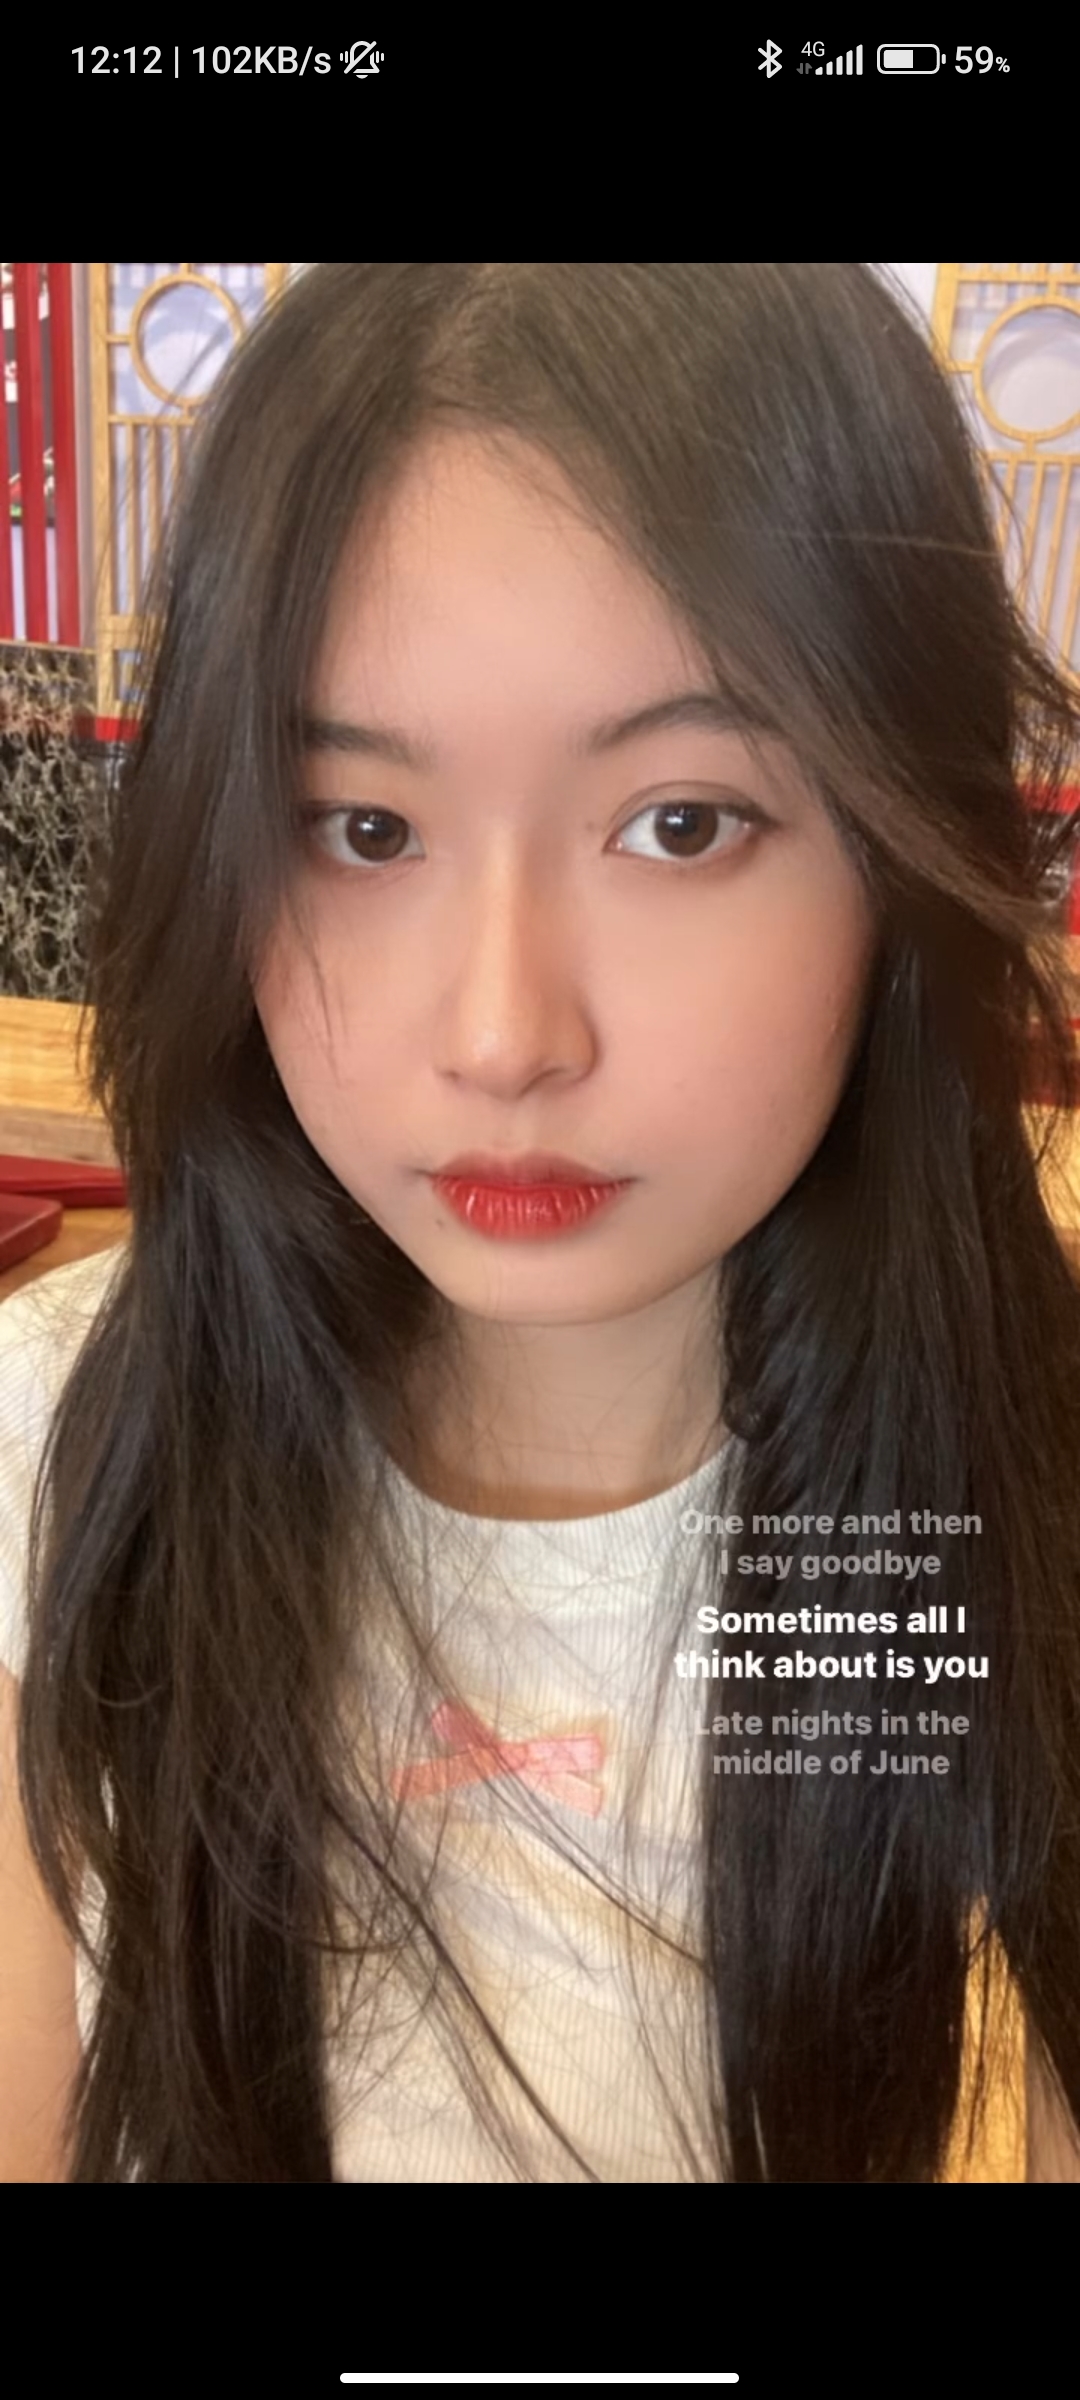 12:12 | 102KB/s
4G
59%
One more and then
I say goodbye
Sometimes all I
think about is you
Late nights in the
middle of June